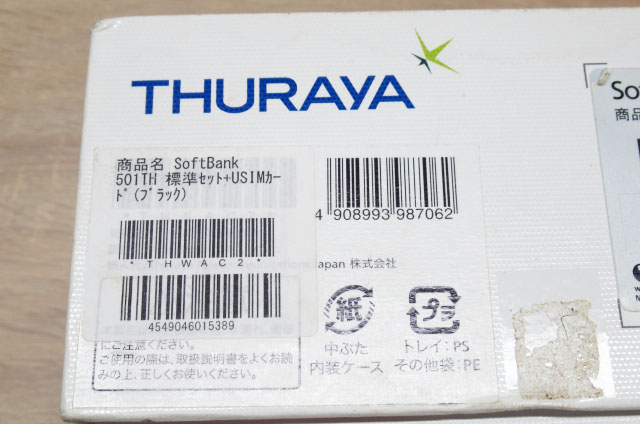 THURAYA
商品名 SoftBank
501TH 標準セット+USIMカー
ド(ブラック)
*THWAC2*
4549046015389
4 908993 987062
Japan 株式会社
紙
中ぶた
内装ケース
プラ
トレイ:PS
その他袋:PE
にご注意ください。
ご使用の際は、取扱説明書をよくお読
みの上、正しくお使いください。
So
商品